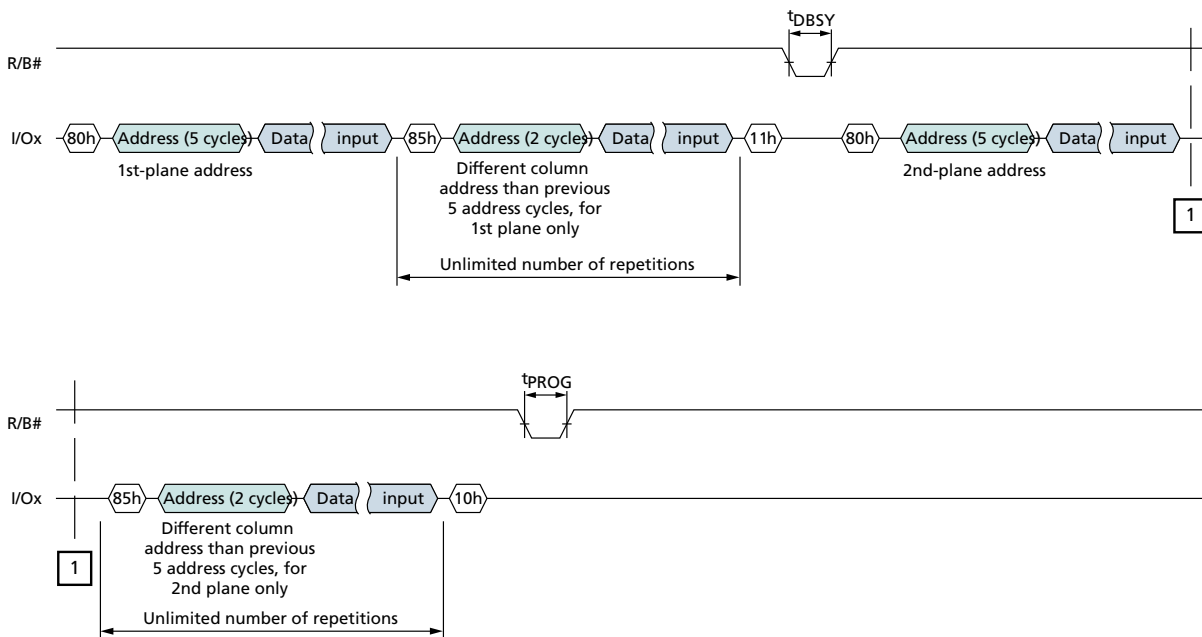 tDBSY
R/B#
I/Ox 80h Address (5 cycles) Data input 85h Address (2 cycles) Data input 11h 80h Address (5 cycles) Data input
1st-plane address
Different column
address than previous
5 address cycles, for
1st plane only
2nd-plane address
1
Unlimited number of repetitions
tPROG
R/B#
I/Ox 85h Address (2 cycles) Data input 10h
Different column
address than previous
5 address cycles, for
2nd plane only
1
Unlimited number of repetitions